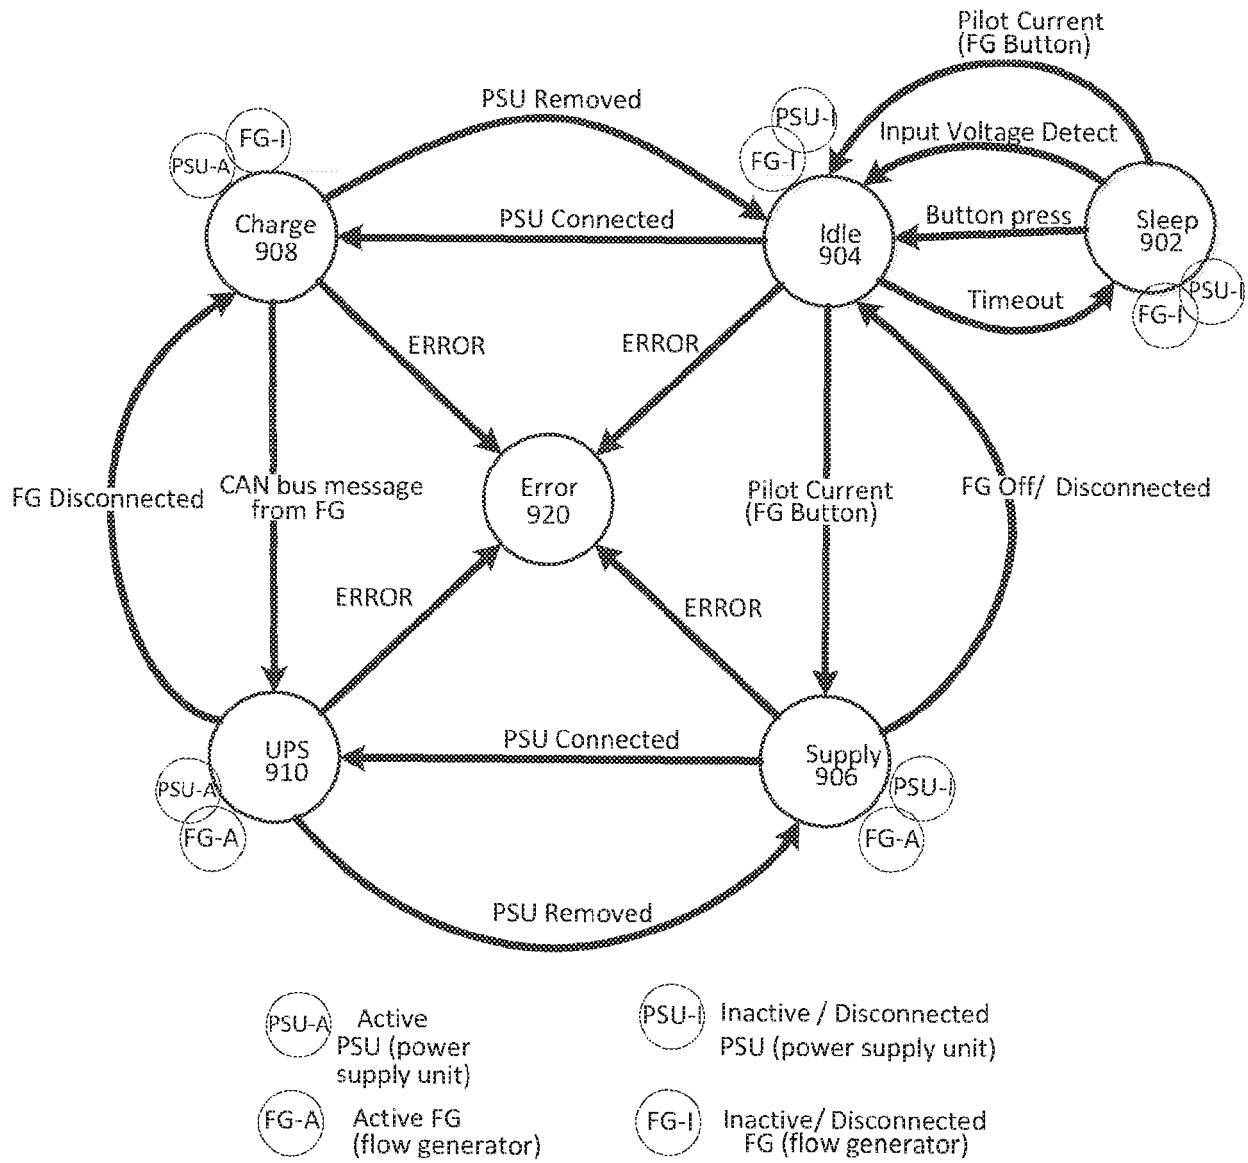 Pilot Current
(FG Button)
PSU Removed
PSU-I
FG-I
FG-I
PSU-A
Input Voltage Detect
Charge
908
PSU Connected
Idle
904
Button press
Sleep
902
Timeout
PSU-I
FG-I
ERROR
ERROR
FG Disconnected
CAN bus message
from FG
Error
920
Pilot Current
(FG Button)
FG Off/ Disconnected
ERROR
ERROR
UPS
910
PSU Connected
Supply
906
PSU-A
FG-A
PSU-I
FG-A
PSU Removed
PSU-A
Active
PSU (power
supply unit)
PSU-I
Inactive / Disconnected
PSU (power supply unit)
FG-A
Active FG
(flow generator)
FG-I
Inactive/ Disconnected
FG (flow generator)